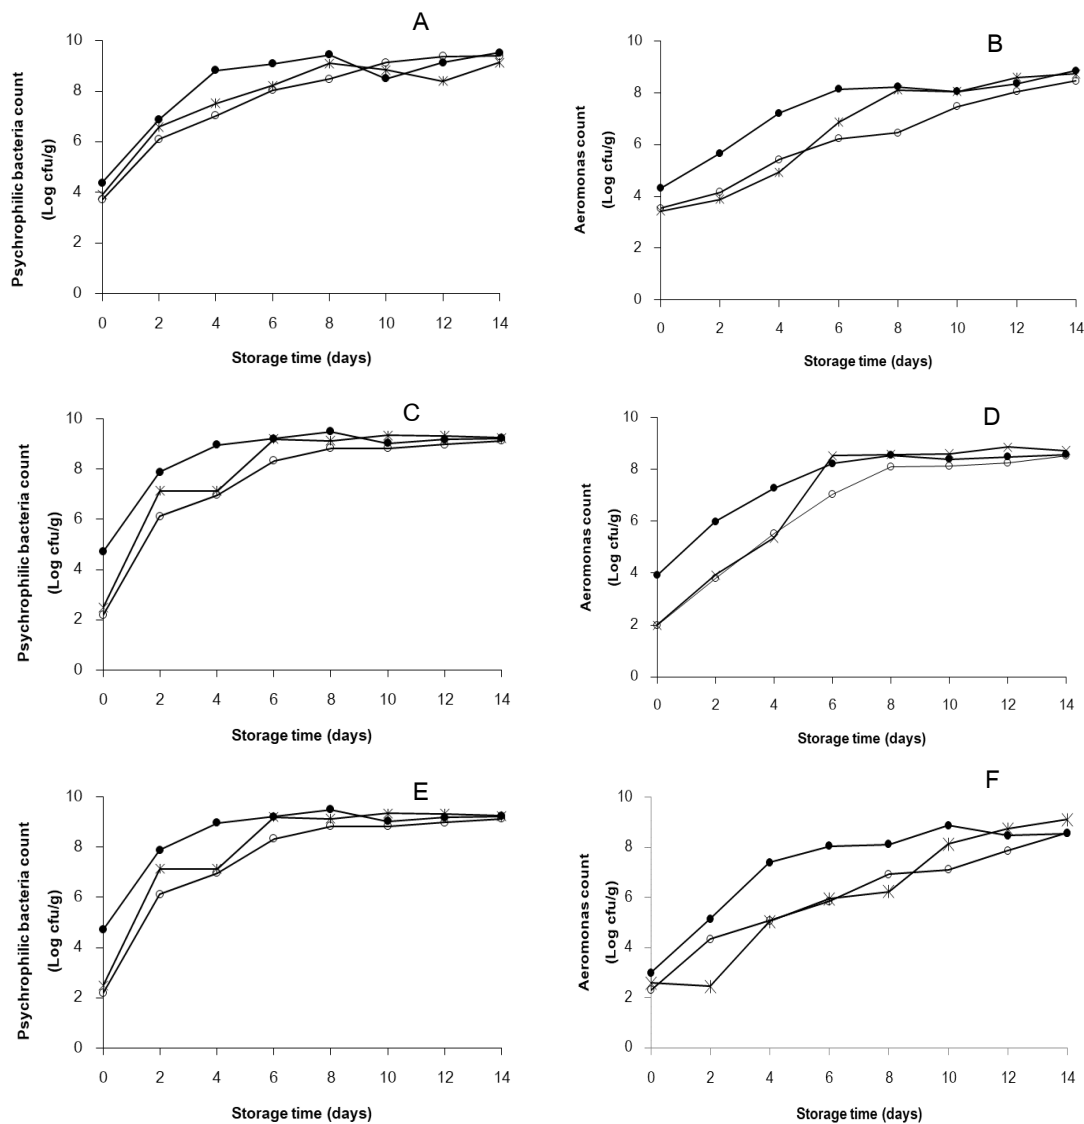 A
Psychrophilic bacteria count
(Log cfu/g)
10
8
6
4
2
0
0 2 4 6 8 10 12 14
Storage time (days)
B
Aeromonas count
(Log cfu/g)
10
8
6
4
2
0
0 2 4 6 8 10 12 14
Storage time (days)
C
Psychrophilic bacteria count
(Log cfu/g)
10
8
6
4
2
0
0 2 4 6 8 10 12 14
Storage time (days)
D
Aeromonas count
(Log cfu/g)
10
8
6
4
2
0
0 2 4 6 8 10 12 14
Storage time (days)
E
Psychrophilic bacteria count
(Log cfu/g)
10
8
6
4
2
0
0 2 4 6 8 10 12 14
Storage time (days)
F
Aeromonas count
(Log cfu/g)
10
8
6
4
2
0
0 2 4 6 8 10 12 14
Storage time (days)